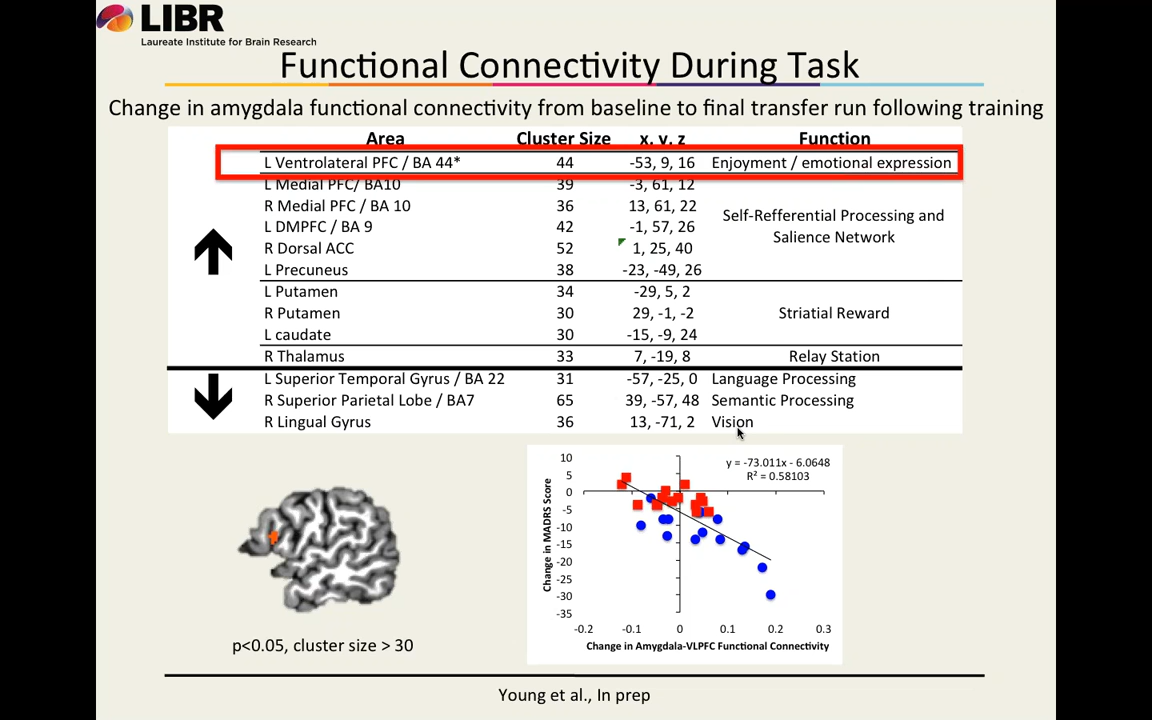 LIBR
Laureate Institute for Brain Research
Functional Connectivity During Task
Change in amygdala functional connectivity from baseline to final transfer run following training
Area Cluster Size x, y, z Function
L Ventrolateral PFC / BA 44* 44 -53, 9, 16 Enjoyment / emotional expression
L Medial PFC/ BA10 39 -3, 61, 12
R Medial PFC / BA 10 36 13, 61, 22
L DMPFC / BA 9 42 -1, 57, 26
R Dorsal ACC 52 1, 25, 40
L Precuneus 38 -23, -49, 26
Self-Refferential Processing and
Salience Network
L Putamen 34 -29, 5, 2
R Putamen 30 29, -1, -2 Striatial Reward
L caudate 30 -15, -9, 24
R Thalamus 33 7, -19, 8 Relay Station
L Superior Temporal Gyrus / BA 22 31 -57, -25, 0 Language Processing
R Superior Parietal Lobe / BA7 65 39, -57, 48 Semantic Processing
R Lingual Gyrus 36 13, -71, 2 Vision
p<0.05, cluster size > 30
y = -73.011x - 6.0648
R² = 0.58103
10
5
0
-5
-10
-15
-20
-25
-30
-35
Change in MADRS Score
-0.2 -0.1 0 0.1 0.2 0.3
Change in Amygdala-VLPFC Functional Connectivity
Young et al., In prep